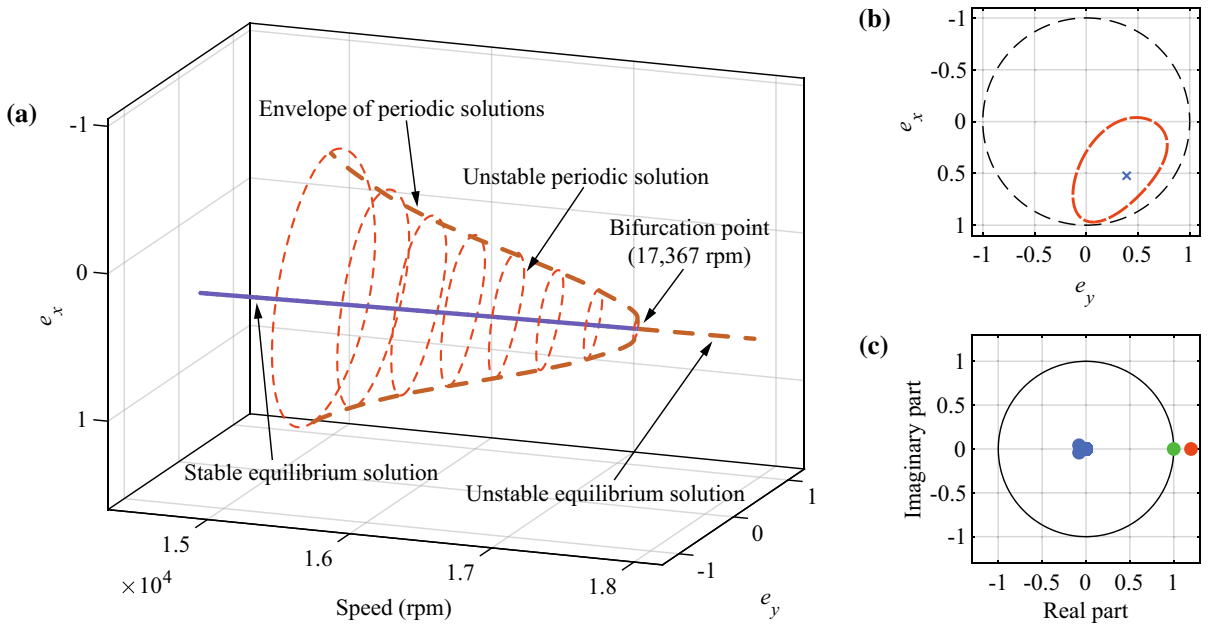 (a)
Envelope of periodic solutions
Unstable periodic solution
Bifurcation point
(17,367 rpm)
Stable equilibrium solution
Unstable equilibrium solution
-1
0
1
e_x
1.5
1.6
1.7
1.8
×10⁴
Speed (rpm)
-1
0
1
e_y
(b)
-1
-0.5
0
0.5
1
e_x
-1 -0.5 0 0.5 1
e_y
(c)
1
0.5
0
-0.5
-1
Imaginary part
-1 -0.5 0 0.5 1
Real part